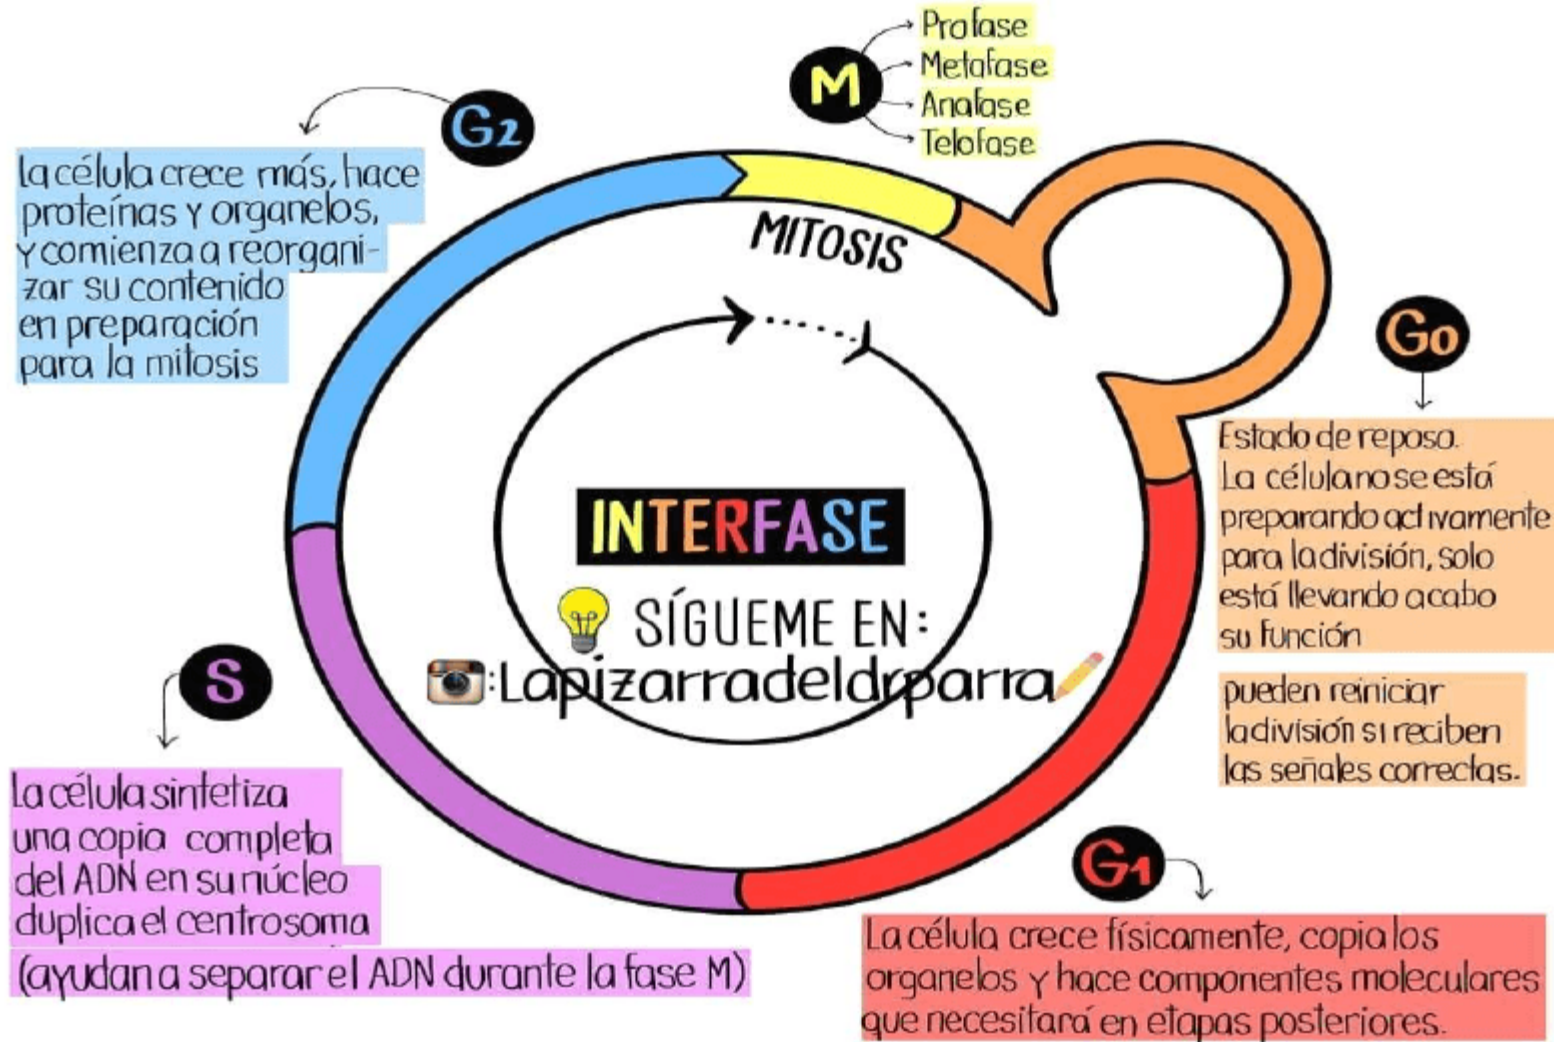 M
Profase
Metafase
Anafase
Telofase
G2
la célula crece más, hace
proteínas y organelos,
y comienza a reorgani-
zar su contenido
en preparación
para la mitosis
MITOSIS
G0
Estado de reposo.
La célula no se está
preparando activamente
para la división, solo
está llevando a cabo
su función
pueden reiniciar
la división si reciben
las señales correctas.
INTERFASE
SÍGUEME EN:
:Lapizarradeldrparra
S
La célula sintetiza
una copia completa
del ADN en su núcleo
duplica el centrosoma
(ayudan a separar el ADN durante la fase M)
G1
La célula crece físicamente, copia los
organelos y hace componentes moleculares
que necesitará en etapas posteriores.